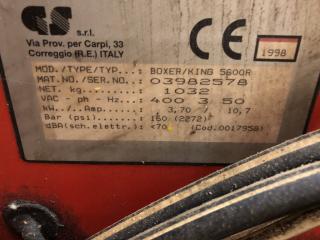 GS s.r.l.
Via Prov. per Carpi, 33
Correggio (R.E.) ITALY
CE 1998
MOD./TYPE/TYP..: BOXER/KING 560QR
MAT.NO./SER.NO.: 03982578
NET. kg........: 1032
VAC - ph - Hz..: 400 3 50
kW../...Amp....: 3,70 / 10,7
Bar (psi)......: 160 (2272)
dBA(sch.elettr.): <70 (Cod.0017958)